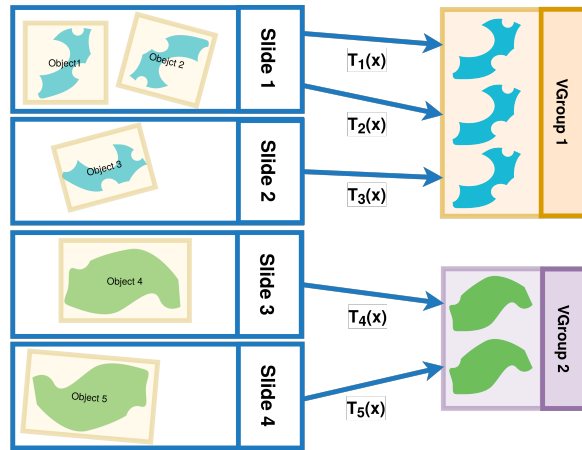 Object1
Obejct 2
Slide 1
T1(x)
T2(x)
VGroup 1
Object 3
Slide 2
T3(x)
Object 4
Slide 3
T4(x)
VGroup 2
Object 5
Slide 4
T5(x)